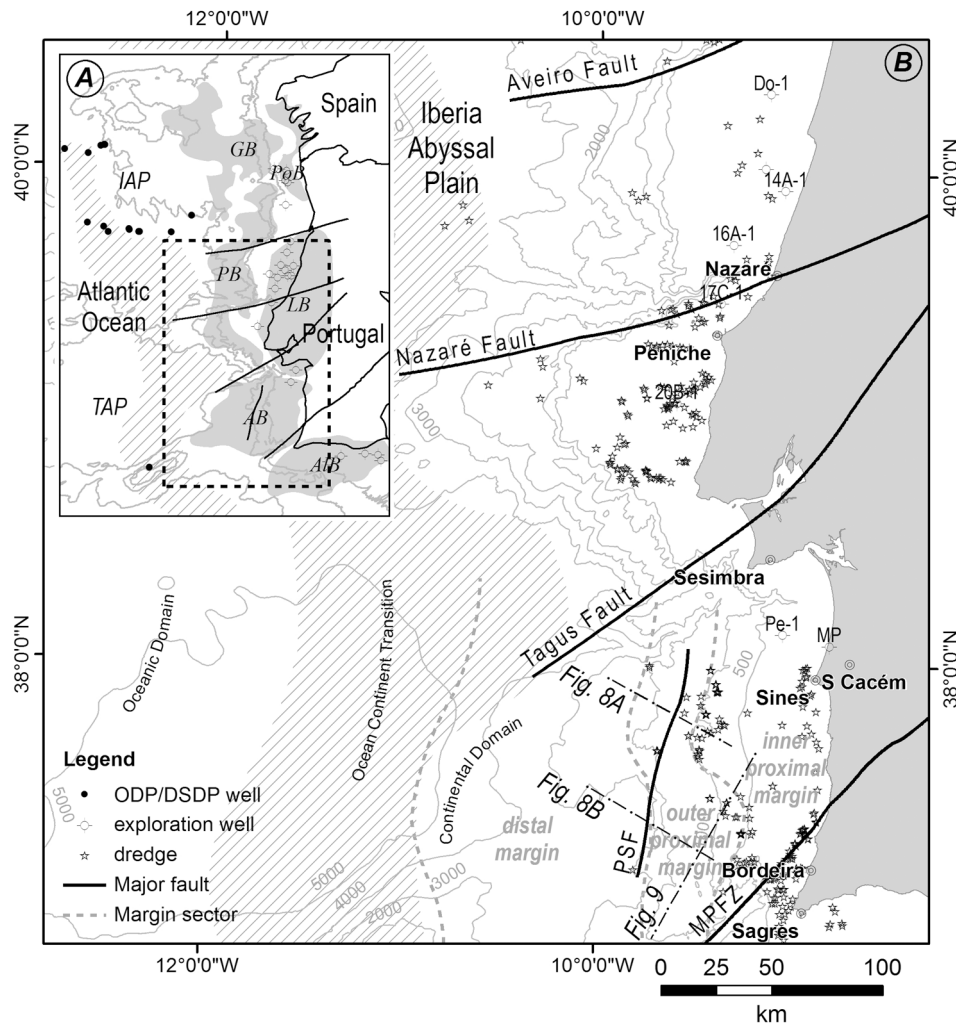 12°0'0"W
10°0'0"W
A
Spain
GB
PoB
IAP
PB
Atlantic
Ocean
LB
Portugal
TAP
AB
AlB
B
Aveiro Fault
Do-1
Iberia
Abyssal
Plain
2000
14A-1
16A-1
Nazaré
17C-1
Nazaré Fault
Peniche
20B-1
3000
40°0'0"N
40°0'0"N
Sesimbra
Tagus Fault
Pe-1
MP
500
S Cacém
38°0'0"N
38°0'0"N
Oceanic Domain
Ocean Continent Transition
Continental Domain
Fig. 8A
Sines
inner
proximal
margin
Fig. 8B
distal
margin
outer
proximal
margin
PSF
Bordeira
Fig. 9
MPFZ
Sagres
5000
5000
4000
3000
2000
Legend
ODP/DSDP well
exploration well
dredge
Major fault
Margin sector
12°0'0"W
10°0'0"W
0 25 50 100
km